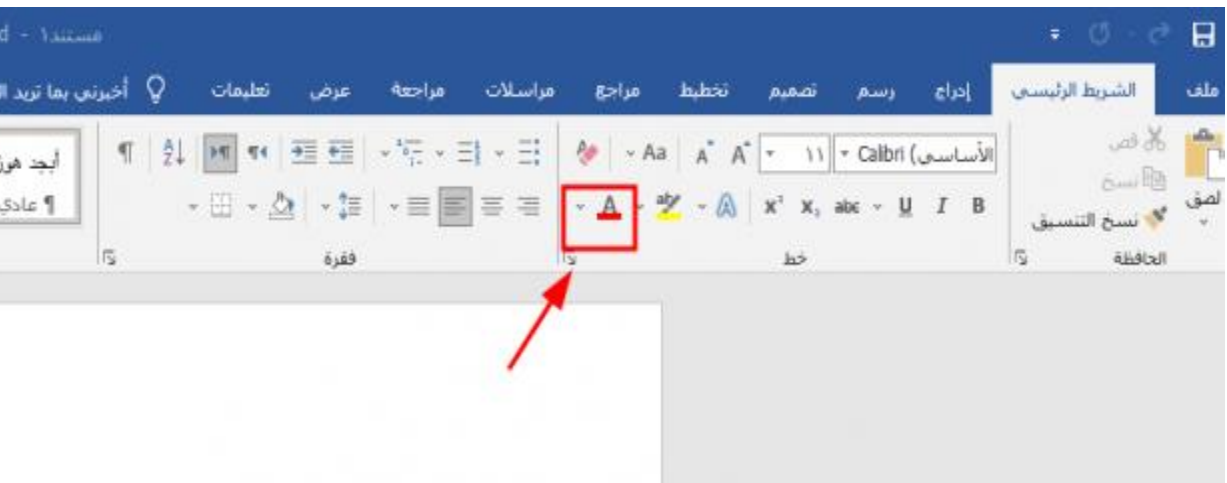 مستند١ - d
ملف الشريط الرئيسي إدراج رسم تصميم تخطيط مراجع مراسلات مراجعة عرض تعليمات أخبرني بما تريد
قص
نسخ
نسخ التنسيق
لصق
الحافظة
Calibri (الأساسي ١١ A A Aa
B I U abc x₂ x² A aby A
خط
فقرة
أبجد هوز
¶ عادي